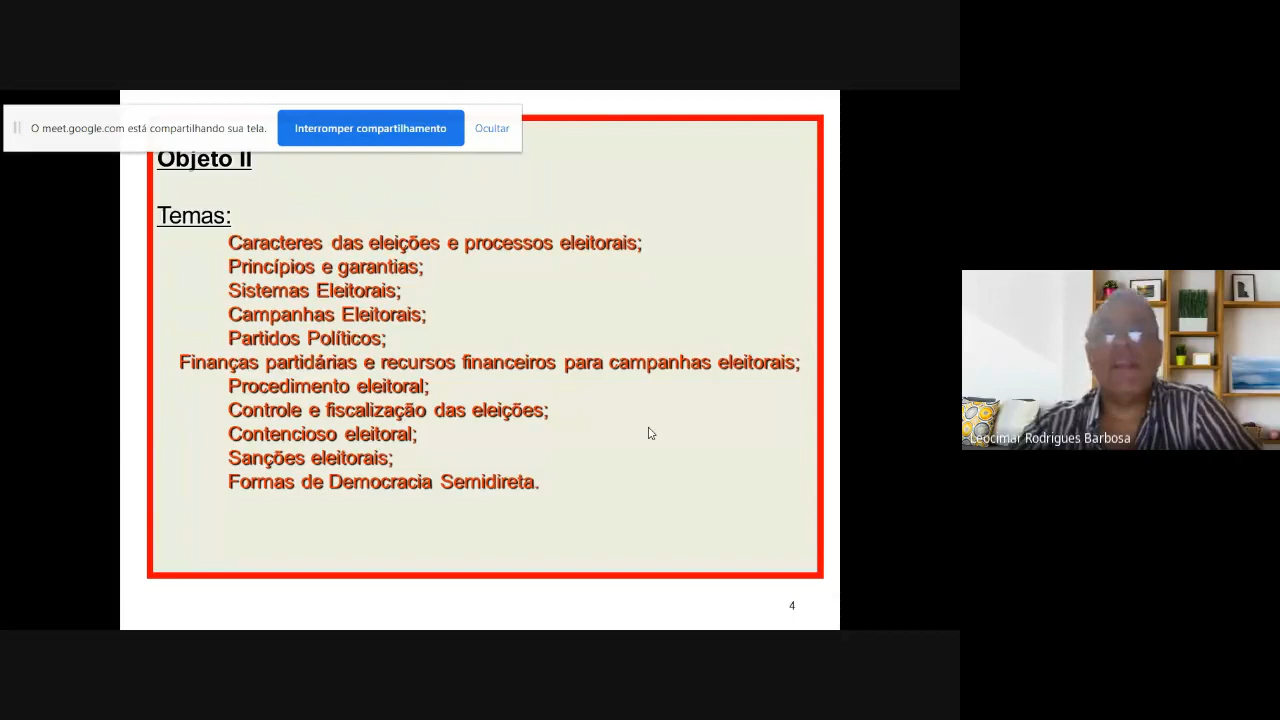 O meet.google.com está compartilhando sua tela.
Interromper compartilhamento
Ocultar
Objeto II
Temas:
Caracteres das eleições e processos eleitorais;
Princípios e garantias;
Sistemas Eleitorais;
Campanhas Eleitorais;
Partidos Políticos;
Finanças partidárias e recursos financeiros para campanhas eleitorais;
Procedimento eleitoral;
Controle e fiscalização das eleições;
Contencioso eleitoral;
Sanções eleitorais;
Formas de Democracia Semidireta.
4
Leocimar Rodrigues Barbosa